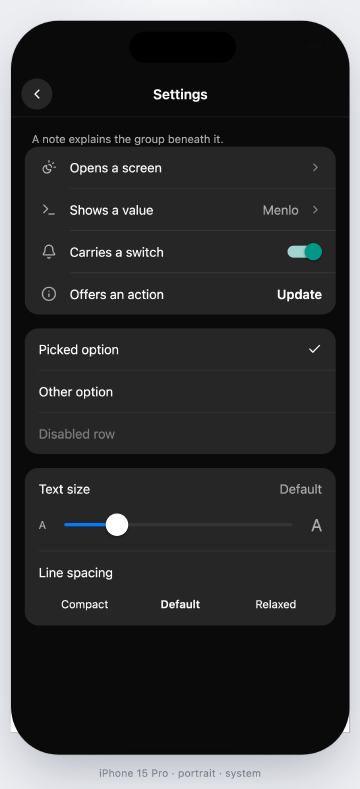 Settings
A note explains the group beneath it.
Opens a screen
Shows a value Menlo
Carries a switch
Offers an action Update
Picked option
Other option
Disabled row
Text size Default
A A
Line spacing
Compact Default Relaxed
iPhone 15 Pro · portrait · system